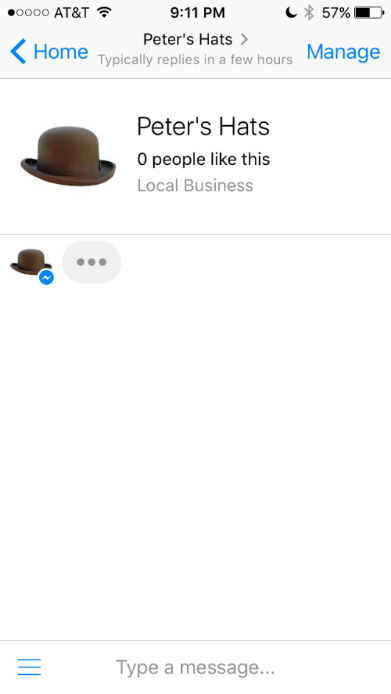 AT&T 9:11 PM 57%
Home Peter's Hats Manage
Typically replies in a few hours
Peter's Hats
0 people like this
Local Business
Type a message...